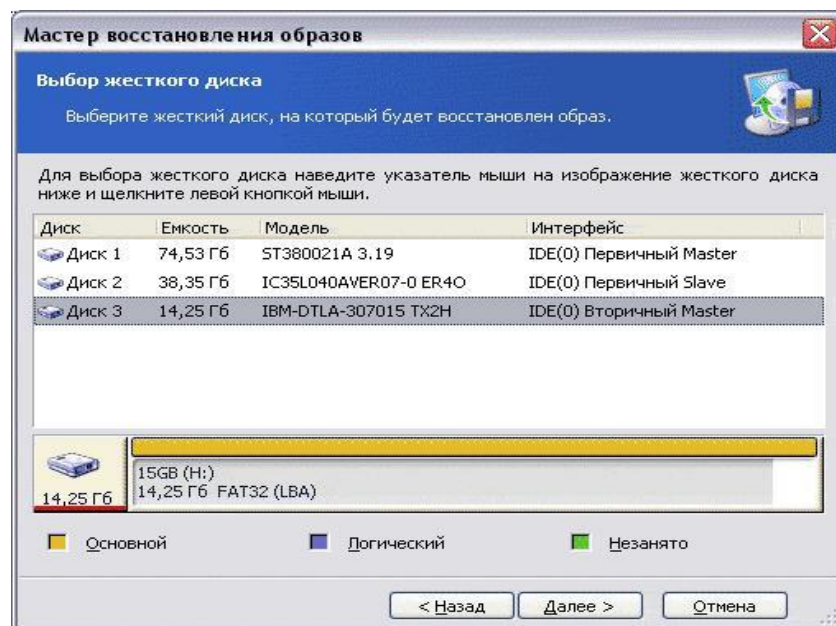 Мастер восстановления образов
Выбор жесткого диска
Выберите жесткий диск, на который будет восстановлен образ.
Для выбора жесткого диска наведите указатель мыши на изображение жесткого диска
ниже и щелкните левой кнопкой мыши.
Диск Емкость Модель Интерфейс
Диск 1 74,53 Гб ST380021A 3.19 IDE(0) Первичный Master
Диск 2 38,35 Гб IC35L040AVER07-0 ER4O IDE(0) Первичный Slave
Диск 3 14,25 Гб IBM-DTLA-307015 TX2H IDE(0) Вторичный Master
15GB (H:)
14,25 Гб 14,25 Гб FAT32 (LBA)
Основной Логический Незанято
< Назад Далее > Отмена